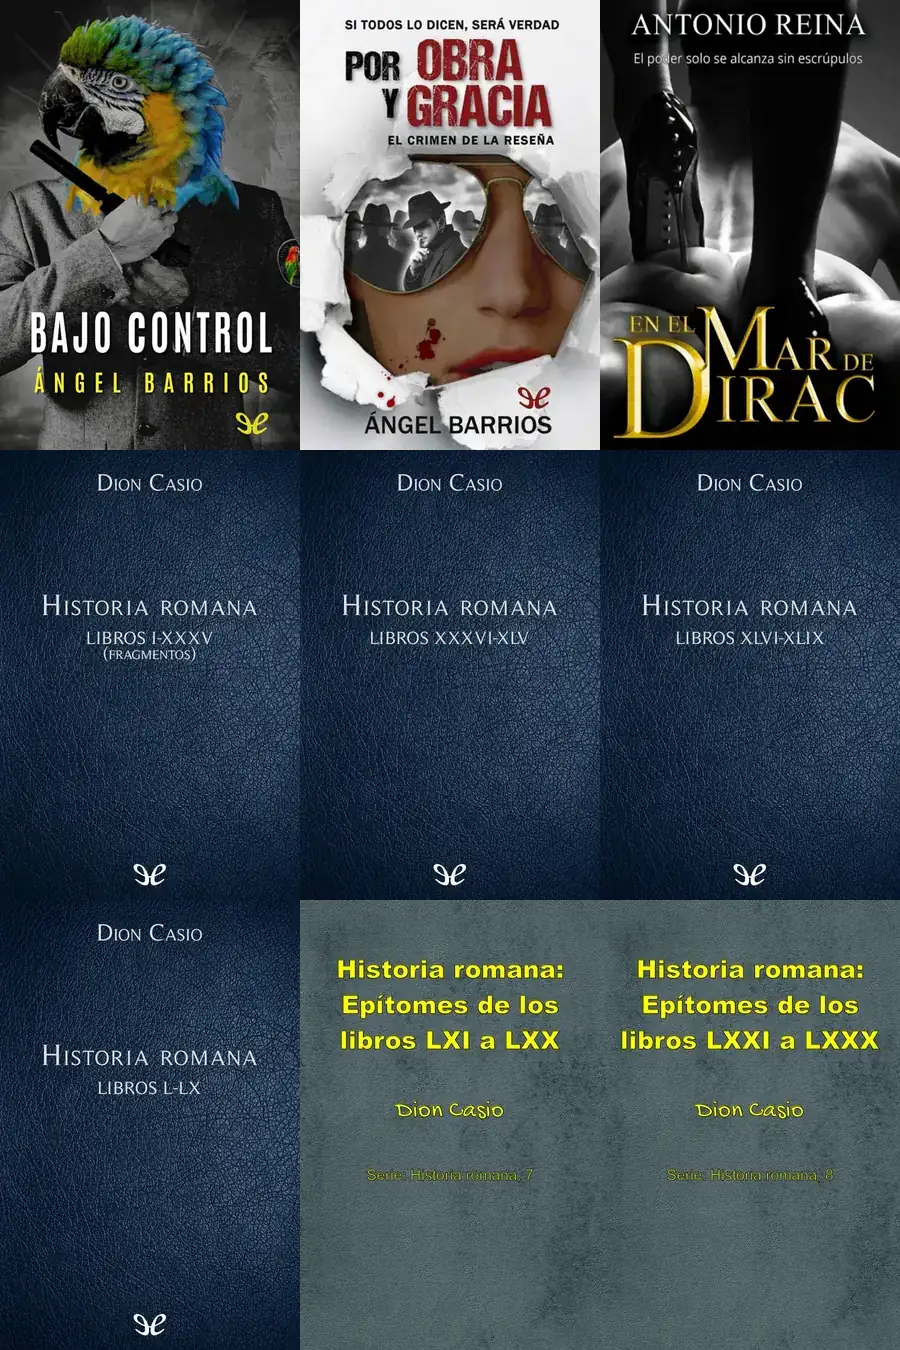 BAJO CONTROL
ÁNGEL BARRIOS
SI TODOS LO DICEN, SERÁ VERDAD
POR OBRA
Y GRACIA
EL CRIMEN DE LA RESEÑA
ÁNGEL BARRIOS
ANTONIO REINA
El poder solo se alcanza sin escrúpulos
EN EL MAR DE
DIRAC
Dion Casio
Historia romana
LIBROS I-XXXV
(FRAGMENTOS)
Dion Casio
Historia romana
LIBROS XXXVI-XLV
Dion Casio
Historia romana
LIBROS XLVI-XLIX
Dion Casio
Historia romana
LIBROS L-LX
Historia romana:
Epítomes de los
libros LXI a LXX
Dion Casio
Serie: Historia romana, 7
Historia romana:
Epítomes de los
libros LXXI a LXXX
Dion Casio
Serie: Historia romana, 8